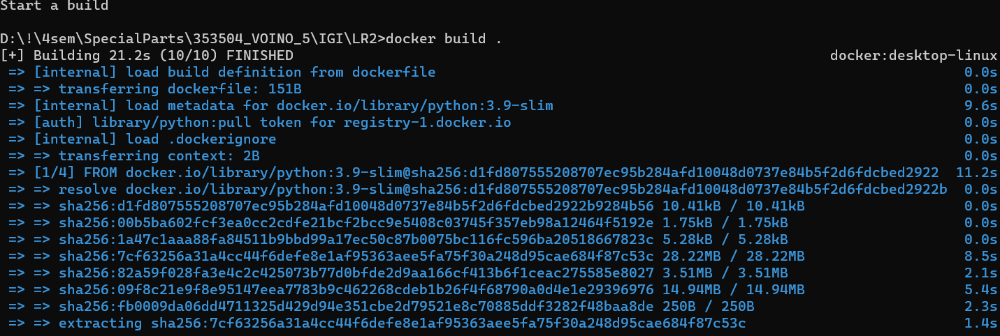 Start a build
D:\!\4sem\SpecialParts\353504_VOINO_5\IGI\LR2>docker build .
[+] Building 21.2s (10/10) FINISHED docker:desktop-linux
=> [internal] load build definition from dockerfile 0.0s
=> => transferring dockerfile: 151B 0.0s
=> [internal] load metadata for docker.io/library/python:3.9-slim 9.6s
=> [auth] library/python:pull token for registry-1.docker.io 0.0s
=> [internal] load .dockerignore 0.0s
=> => transferring context: 2B 0.0s
=> [1/4] FROM docker.io/library/python:3.9-slim@sha256:d1fd807555208707ec95b284afd10048d0737e84b5f2d6fdcbed2922 11.2s
=> => resolve docker.io/library/python:3.9-slim@sha256:d1fd807555208707ec95b284afd10048d0737e84b5f2d6fdcbed2922b 0.0s
=> => sha256:d1fd807555208707ec95b284afd10048d0737e84b5f2d6fdcbed2922b9284b56 10.41kB / 10.41kB 0.0s
=> => sha256:00b5ba602fcf3ea0cc2cdfe21bcf2bcc9e5408c03745f357eb98a12464f5192e 1.75kB / 1.75kB 0.0s
=> => sha256:1a47c1aaa88fa84511b9bbd99a17ec50c87b0075bc116fc596ba20518667823c 5.28kB / 5.28kB 0.0s
=> => sha256:7cf63256a31a4cc44f6defe8e1af95363aee5fa75f30a248d95cae684f87c53c 28.22MB / 28.22MB 8.5s
=> => sha256:82a59f028fa3e4c2c425073b77d0bfde2d9aa166cf413b6f1ceac275585e8027 3.51MB / 3.51MB 2.1s
=> => sha256:09f8c21e9f8e95147eea7783b9c462268cdeb1b26f4f68790a0d4e1e29396976 14.94MB / 14.94MB 5.4s
=> => sha256:fb0009da06dd4711325d429d94e351cbe2d79521e8c70885ddf3282f48baa8de 250B / 250B 2.3s
=> => extracting sha256:7cf63256a31a4cc44f6defe8e1af95363aee5fa75f30a248d95cae684f87c53c 1.4s